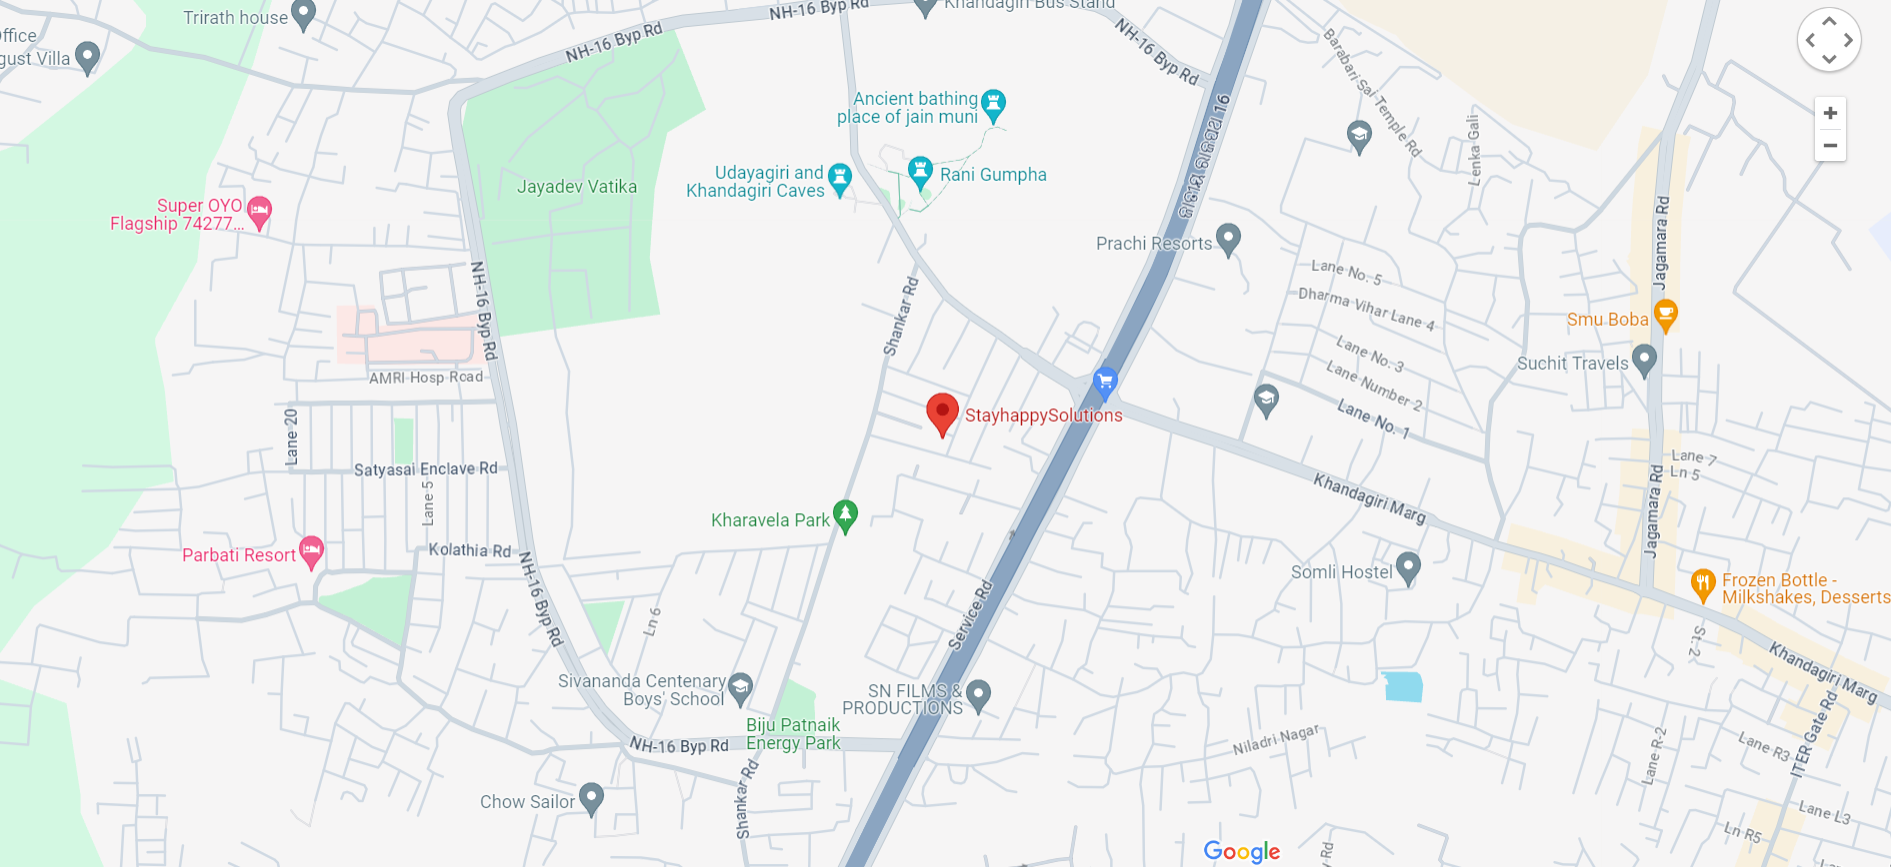 Trirath house
Office
gust Villa
NH-16 Byp Rd
NH-16 Byp Rd
Khandagiri Bus Stand
NH-16 Byp Rd
Barabari Sai Temple Rd
Ancient bathing
place of jain muni
Lenka Gali
Udayagiri and
Khandagiri Caves
Rani Gumpha
Jayadev Vatika
Super OYO
Flagship 74277...
Prachi Resorts
Jagamara Rd
NH-16 Byp Rd
Shankar Rd
Lane No. 5
Dharma Vihar Lane 4
Smu Boba
Lane No. 3
Suchit Travels
Lane Number 2
AMRI Hosp Road
Lane No. 1
StayhappySolutions
Lane 20
Lane 7
Ln 5
Satyasai Enclave Rd
Lane 5
Khandagiri Marg
Jagamara Rd
Kharavela Park
Kolathia Rd
Parbati Resort
NH-16 Byp Rd
Somli Hostel
Frozen Bottle -
Milkshakes, Desserts
Service Rd
Ln 6
St. 2
Khandagiri Marg
Sivananda Centenary
Boys' School
SN FILMS &
PRODUCTIONS
Biju Patnaik
Energy Park
NH-16 Byp Rd
Niladri Nagar
Lane R-2
Lane R3
ITER Gate Rd
Shankar Rd
Chow Sailor
Lane L3
Ln R5
Google